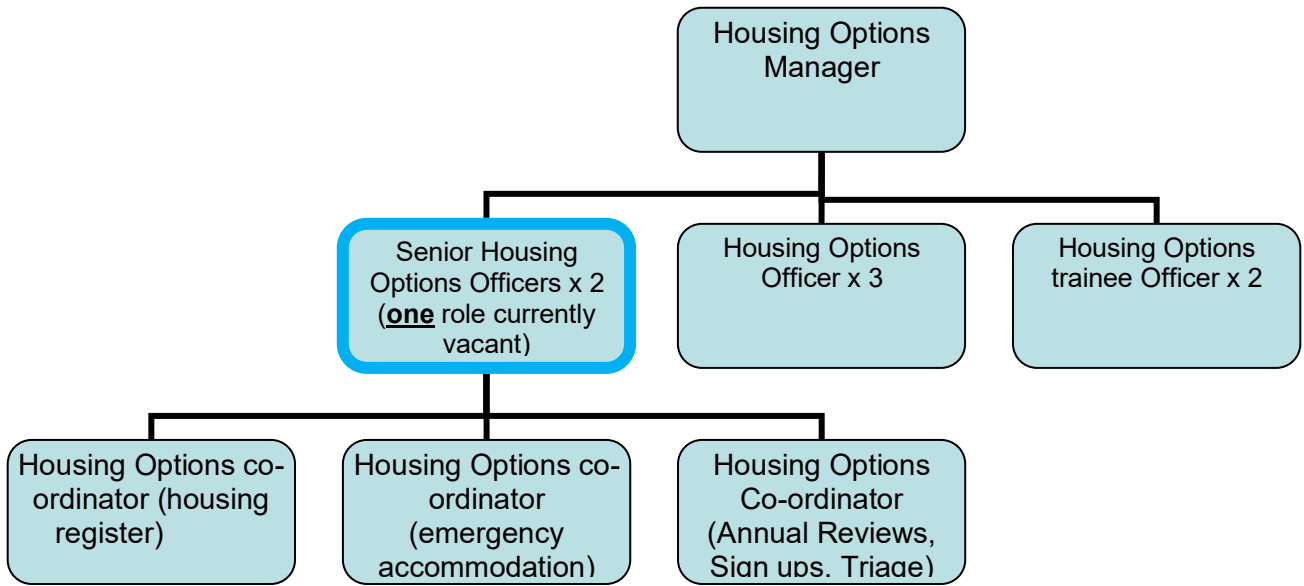 Housing Options
Manager
Senior Housing
Options Officers x 2
(one role currently
vacant)
Housing Options
Officer x 3
Housing Options
trainee Officer x 2
Housing Options co-
ordinator (housing
register)
Housing Options co-
ordinator
(emergency
accommodation)
Housing Options
Co-ordinator
(Annual Reviews,
Sign ups, Triage)